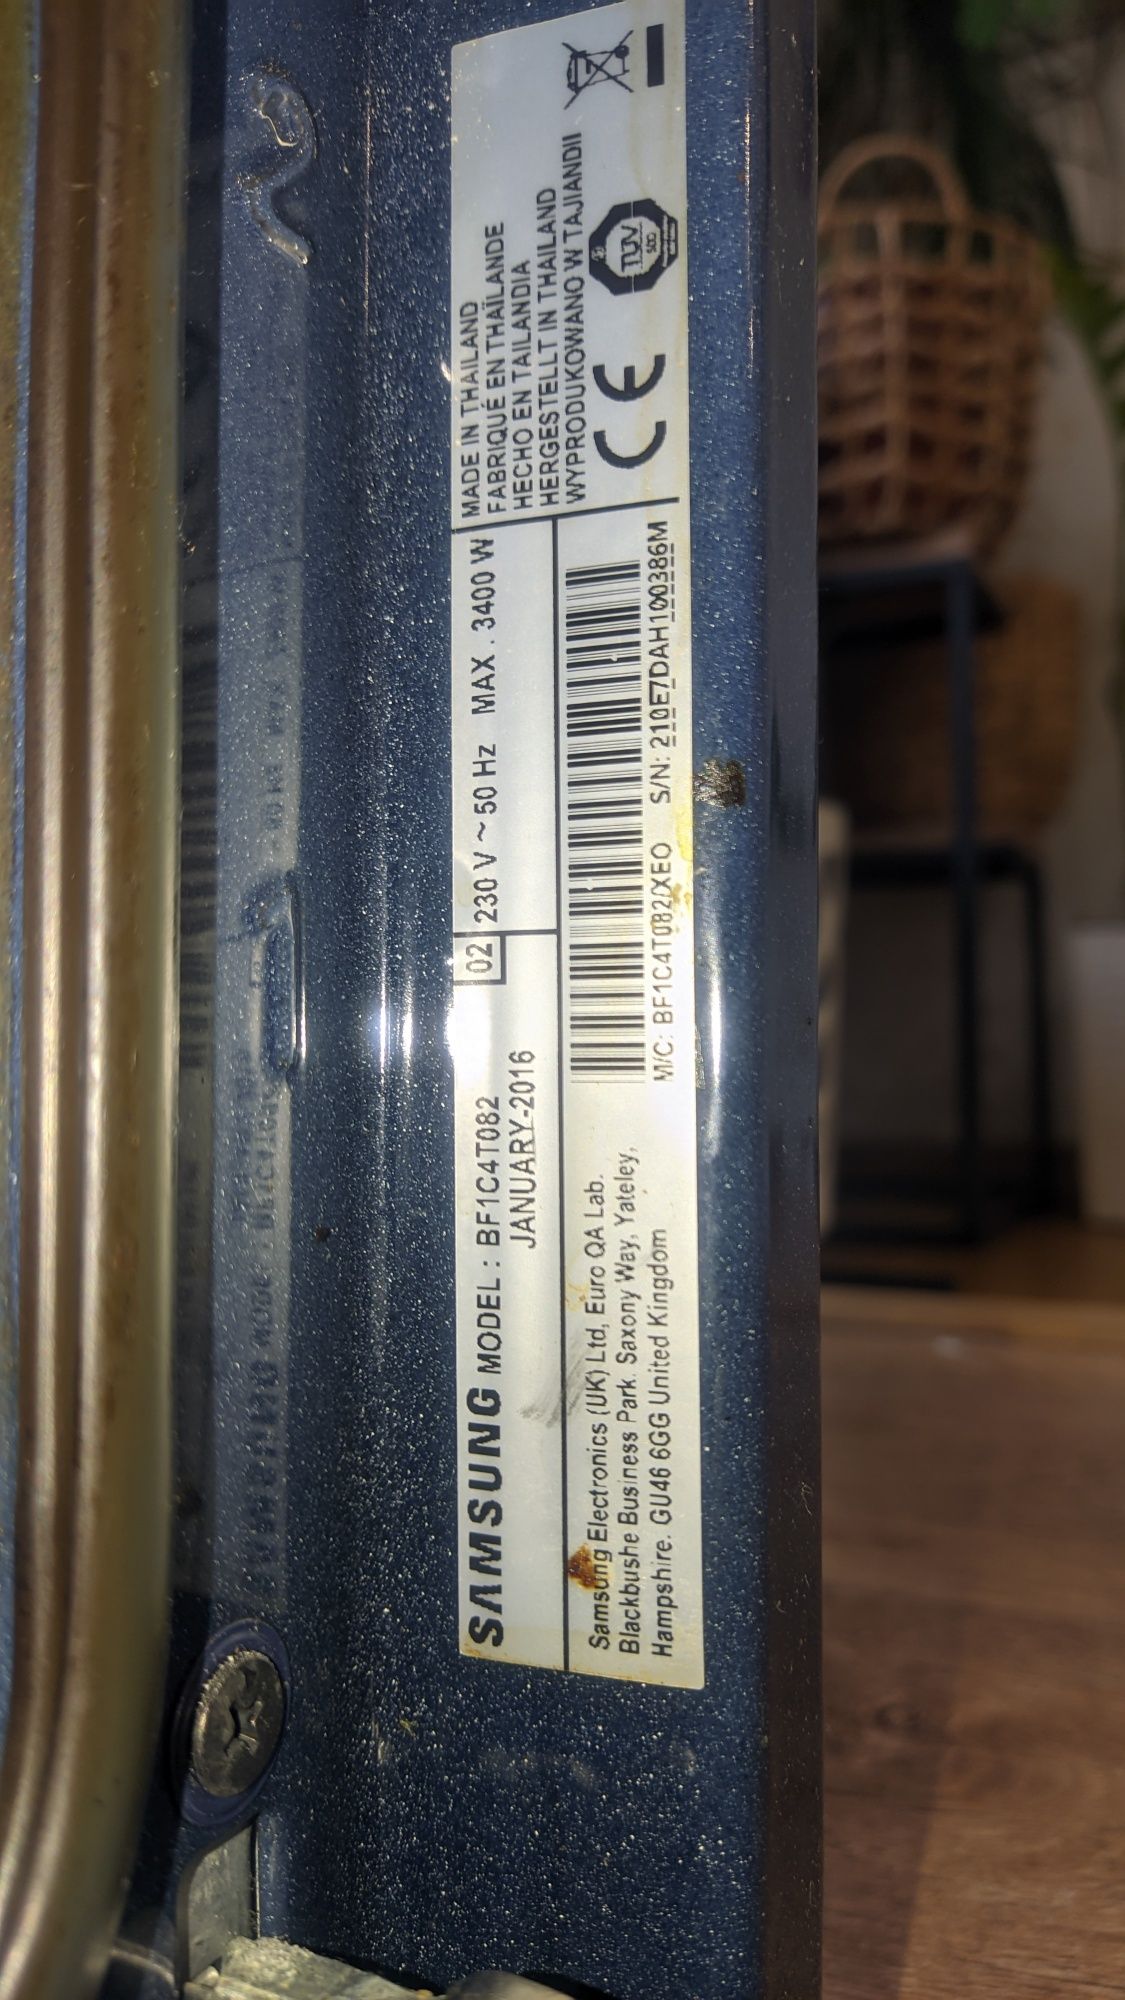 SAMSUNG MODEL : BF1C4T082
JANUARY-2016
02
230 V ~ 50 Hz MAX . 3400 W
Samsung Electronics (UK) Ltd, Euro QA Lab.
Blackbushe Business Park. Saxony Way, Yateley,
Hampshire. GU46 6GG United Kingdom
M/C: BF1C4T082/XEO S/N: 210E7DAH100386M
MADE IN THAILAND
FABRIQUÉ EN THAÏLANDE
HECHO EN TAILANDIA
HERGESTELLT IN THAILAND
WYPRODUKOWANO W TAJlANDII
CE
TÜV
SÜD